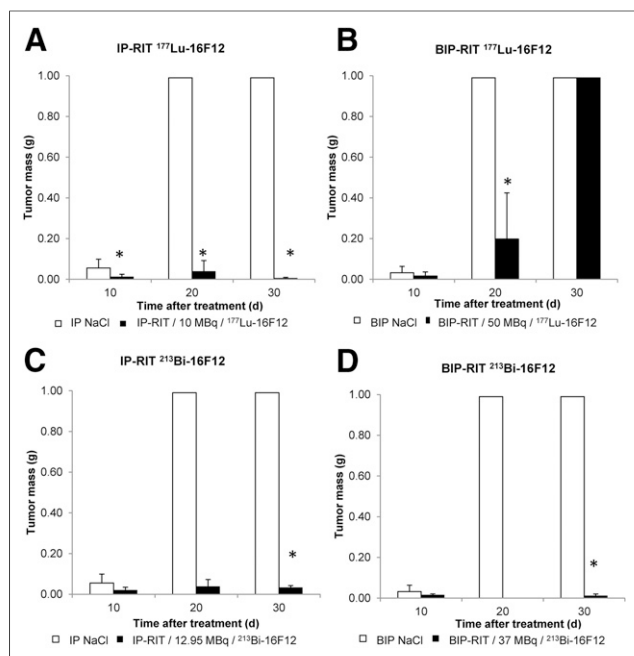 A
IP-RIT ¹⁷⁷Lu-16F12
Tumor mass (g)
1.00
0.80
0.60
0.40
0.20
0.00
* * *
10 20 30
Time after treatment (d)
IP NaCl IP-RIT / 10 MBq / ¹⁷⁷Lu-16F12
B
BIP-RIT ¹⁷⁷Lu-16F12
Tumor mass (g)
1.00
0.80
0.60
0.40
0.20
0.00
*
10 20 30
Time after treatment (d)
BIP NaCl BIP-RIT / 50 MBq / ¹⁷⁷Lu-16F12
C
IP-RIT ²¹³Bi-16F12
Tumor mass (g)
1.00
0.80
0.60
0.40
0.20
0.00
*
10 20 30
Time after treatment (d)
IP NaCl IP-RIT / 12.95 MBq / ²¹³Bi-16F12
D
BIP-RIT ²¹³Bi-16F12
Tumor mass (g)
1.00
0.80
0.60
0.40
0.20
0.00
*
10 20 30
Time after treatment (d)
BIP NaCl BIP-RIT / 37 MBq / ²¹³Bi-16F12